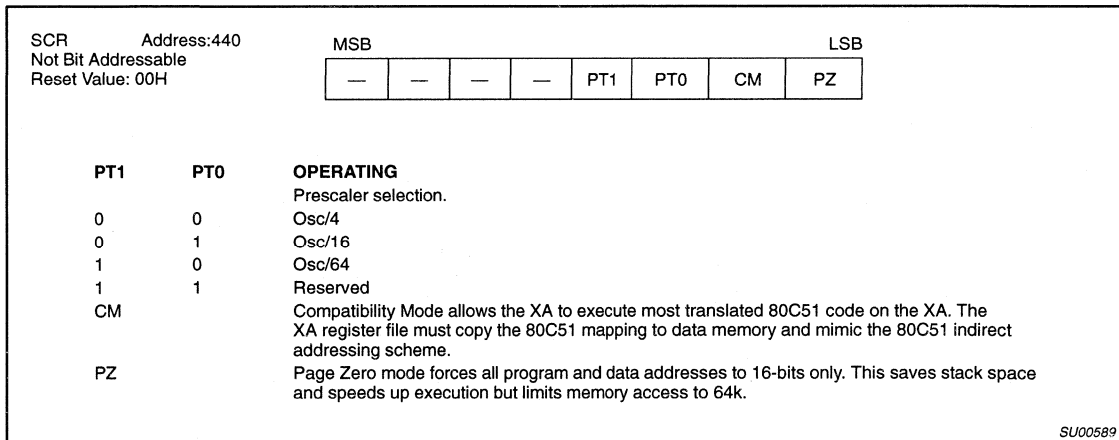 SCR Address:440
Not Bit Addressable
Reset Value: 00H
MSB LSB
— — — — PT1 PT0 CM PZ
PT1 PT0 OPERATING
Prescaler selection.
0 0 Osc/4
0 1 Osc/16
1 0 Osc/64
1 1 Reserved
CM Compatibility Mode allows the XA to execute most translated 80C51 code on the XA. The
XA register file must copy the 80C51 mapping to data memory and mimic the 80C51 indirect
addressing scheme.
PZ Page Zero mode forces all program and data addresses to 16-bits only. This saves stack space
and speeds up execution but limits memory access to 64k.
SU00589